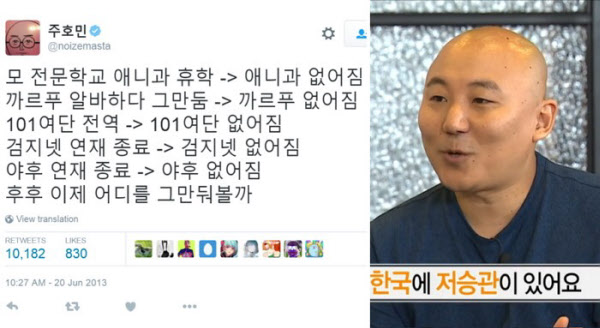 주호민
@noizemasta
모 전문학교 애니과 휴학 -> 애니과 없어짐
까르푸 알바하다 그만둠 -> 까르푸 없어짐
101여단 전역 -> 101여단 없어짐
검지넷 연재 종료 -> 검지넷 없어짐
야후 연재 종료 -> 야후 없어짐
후후 이제 어디를 그만둬볼까
View translation
RETWEETS LIKES
10,182 830
10:27 AM - 20 Jun 2013
한국에 저승관이 있어요